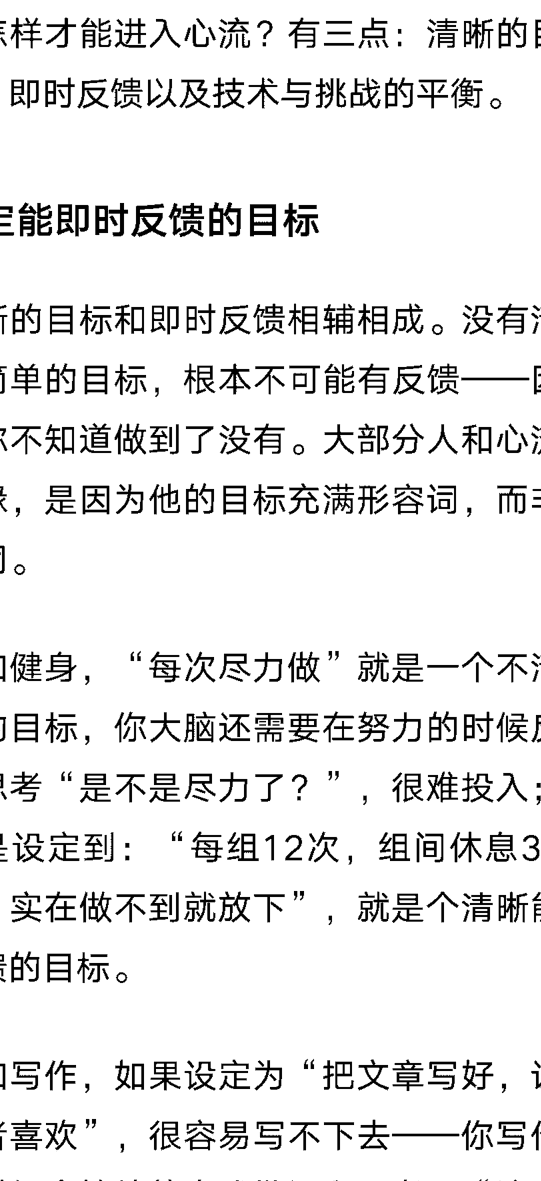 怎样才能进入心流？有三点：清晰的目
，即时反馈以及技术与挑战的平衡。
定能即时反馈的目标
晰的目标和即时反馈相辅相成。没有清
简单的目标，根本不可能有反馈——因
你不知道做到了没有。大部分人和心流
缘，是因为他的目标充满形容词，而非
词。
如健身，“每次尽力做”就是一个不清
的目标，你大脑还需要在努力的时候反
思考“是不是尽力了？”，很难投入；
是设定到：“每组12次，组间休息3
，实在做不到就放下”，就是个清晰能
馈的目标。
如写作，如果设定为“把文章写好，让
者喜欢”，很容易写不下去——你写作